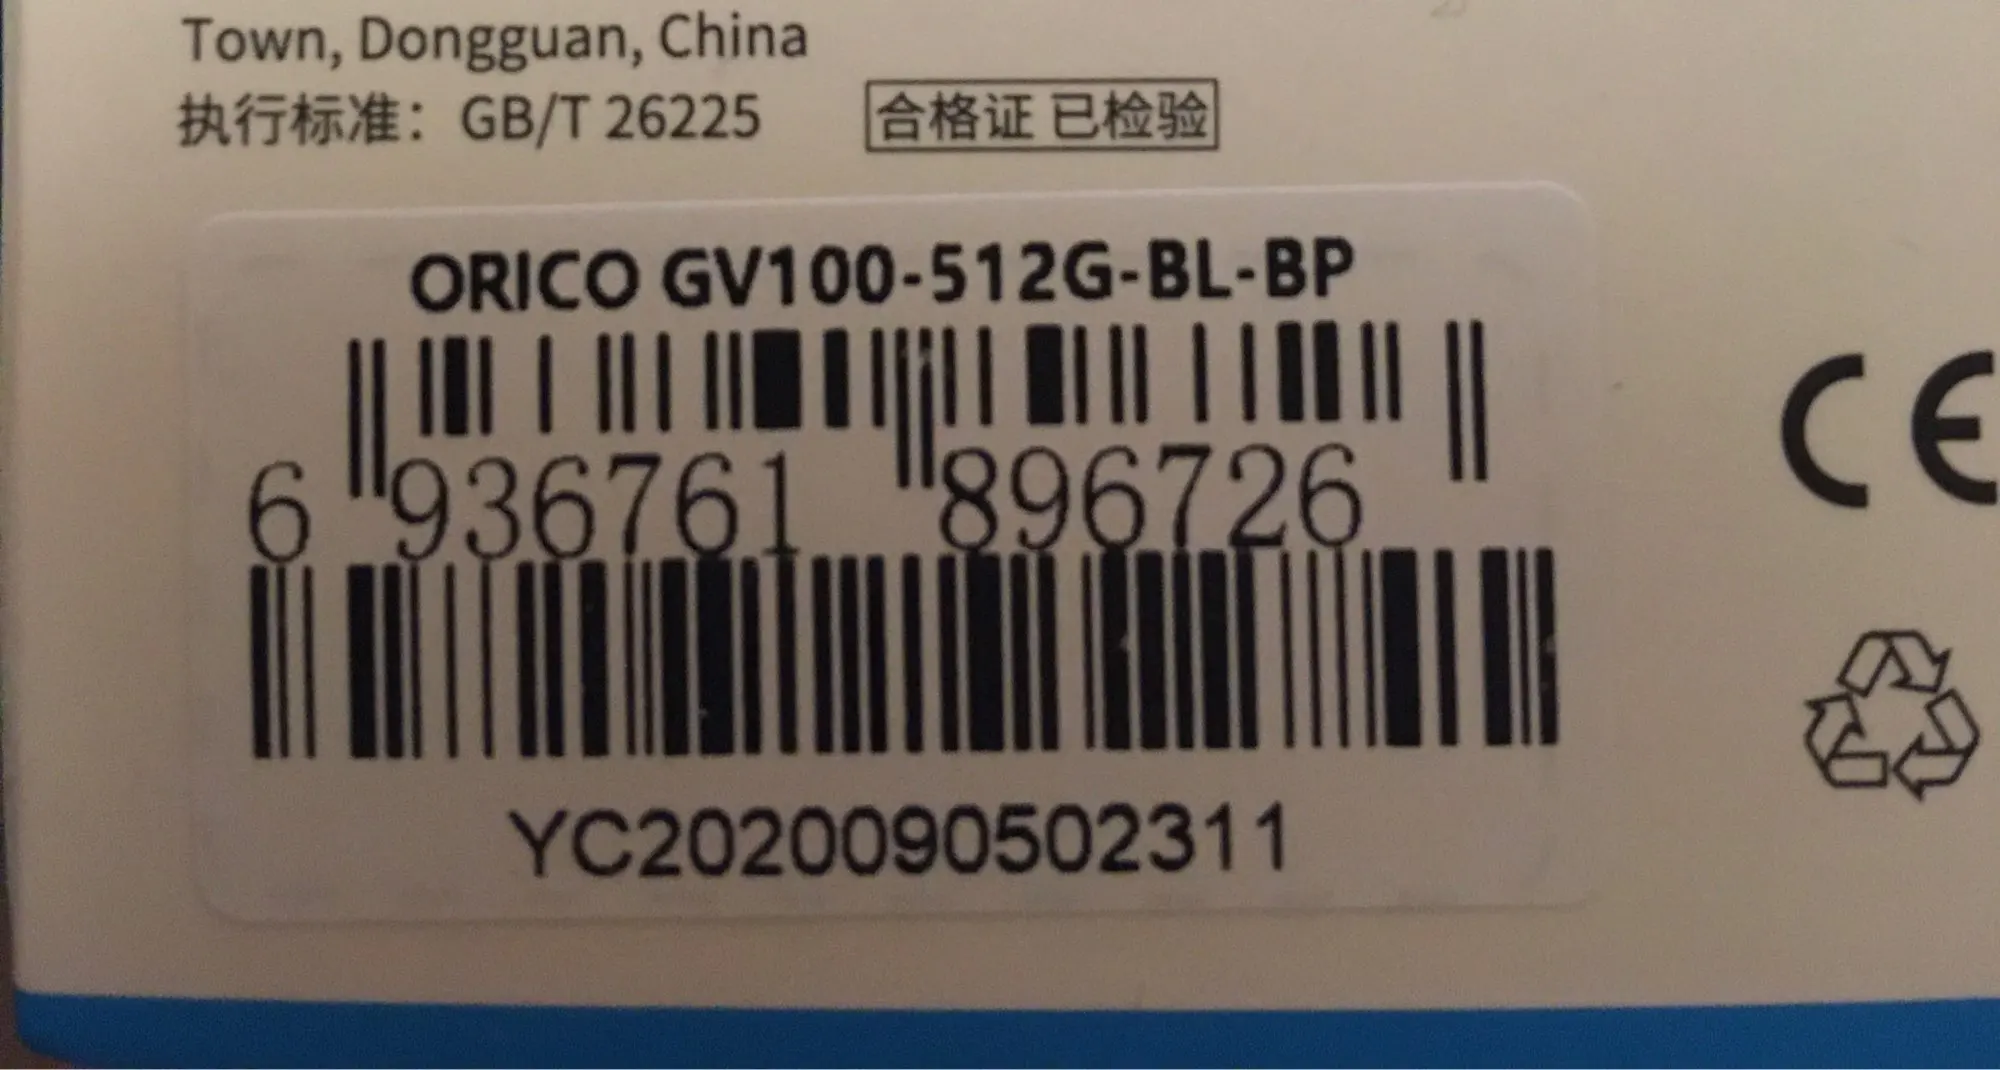 Town, Dongguan, China
执行标准：GB/T 26225 合格证 已检验
ORICO GV100-512G-BL-BP
6 936761 896726
YC2020090502311
CE